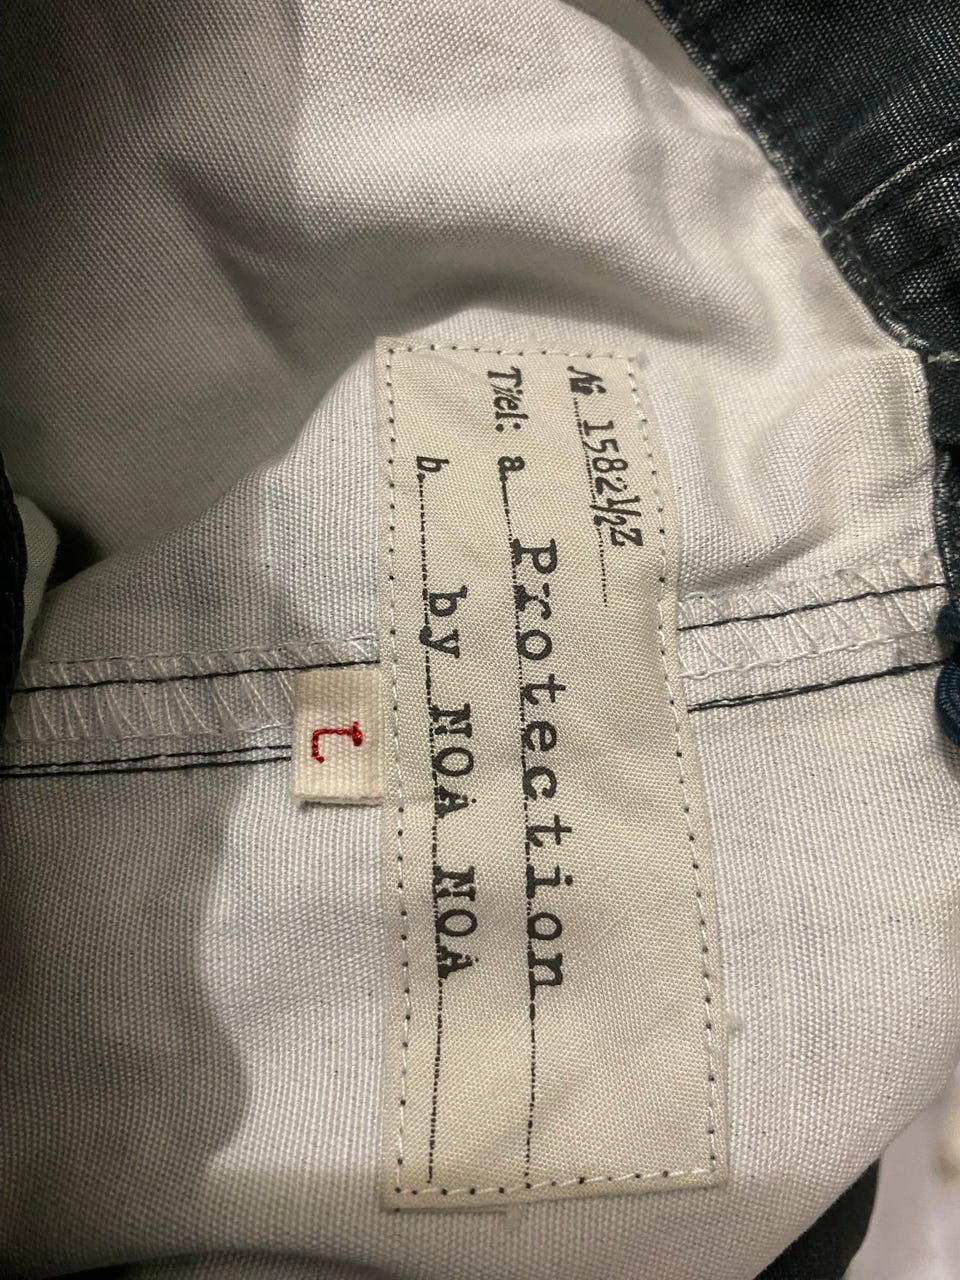 № 1582½Z
Titel: a Protection
b by NOA NOA
L